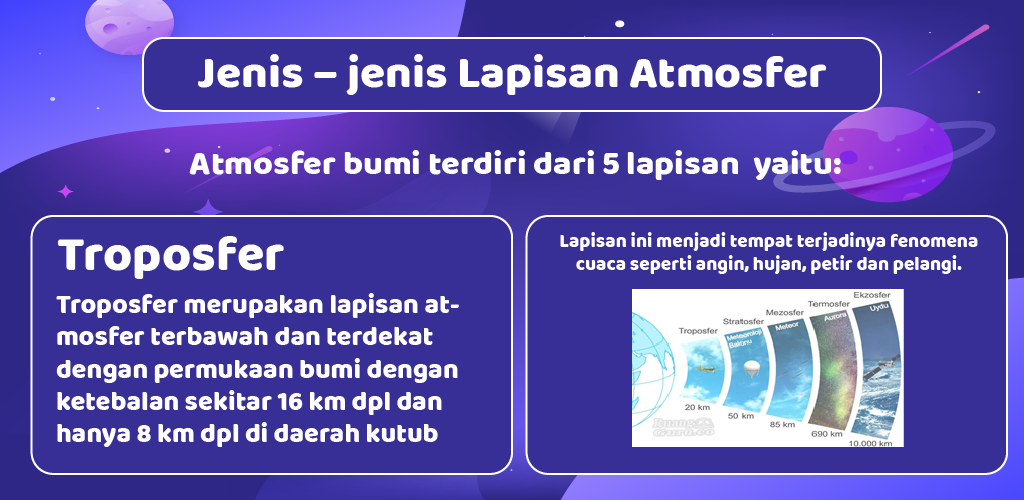 Jenis – jenis Lapisan Atmosfer
Atmosfer bumi terdiri dari 5 lapisan yaitu:
Troposfer
Troposfer merupakan lapisan at-
mosfer terbawah dan terdekat
dengan permukaan bumi dengan
ketebalan sekitar 16 km dpl dan
hanya 8 km dpl di daerah kutub
Lapisan ini menjadi tempat terjadinya fenomena
cuaca seperti angin, hujan, petir dan pelangi.
Troposfer
Stratosfer
Mezosfer
Termosfer
Ekzosfer
Meteoroloji
Balonu
Meteor
Aurora
Uydu
20 km
50 km
85 km
690 km
10.000 km